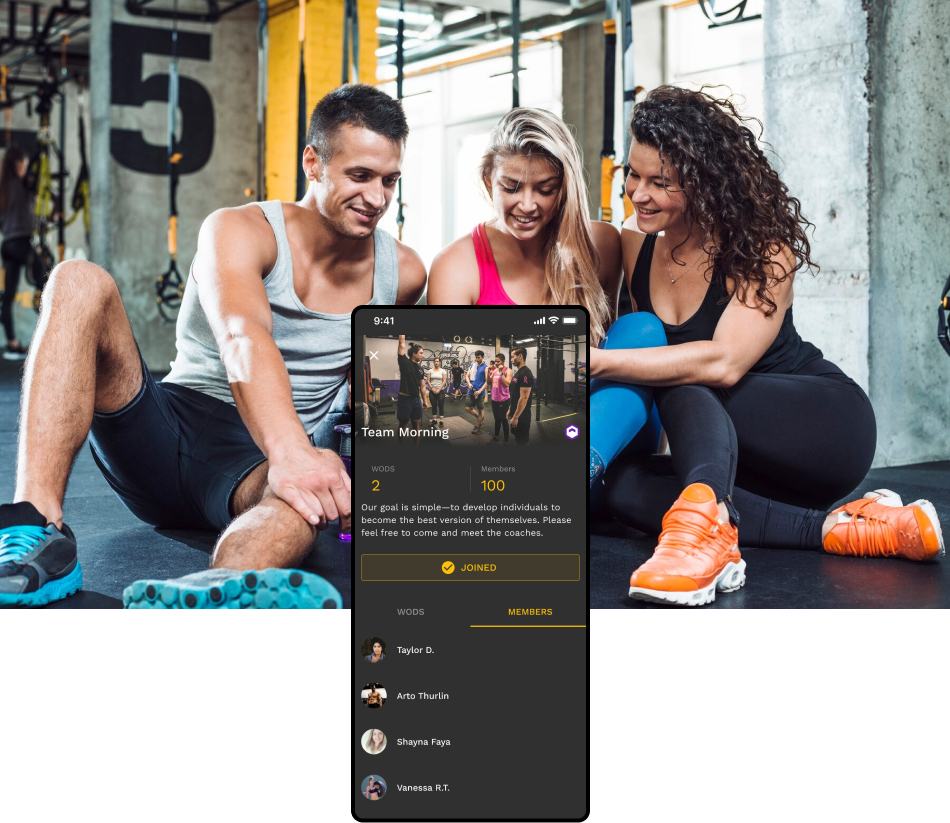 5
9:41
Team Morning
WODS
Members
2
100
Our goal is simple—to develop individuals to
become the best version of themselves. Please
feel free to come and meet the coaches.
JOINED
WODS
MEMBERS
Taylor D.
Arto Thurlin
Shayna Faya
Vanessa R.T.